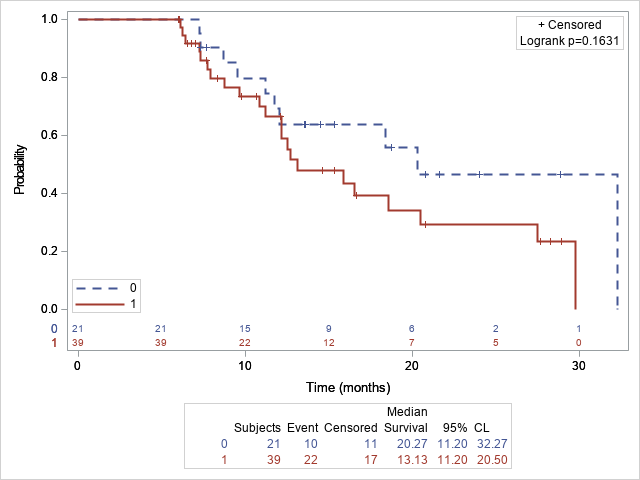 1.0
+ Censored
Logrank p=0.1631
0.8
0.6
Probability
0.4
0.2
0
1
0.0
0 21 21 15 9 6 2 1
1 39 39 22 12 7 5 0
0 10 20 30
Time (months)
Median
Subjects Event Censored Survival 95% CL
0 21 10 11 20.27 11.20 32.27
1 39 22 17 13.13 11.20 20.50